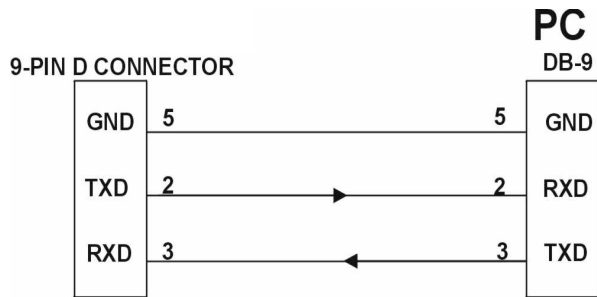 PC
9-PIN D CONNECTOR DB-9
GND 5 5 GND
TXD 2 2 RXD
RXD 3 3 TXD